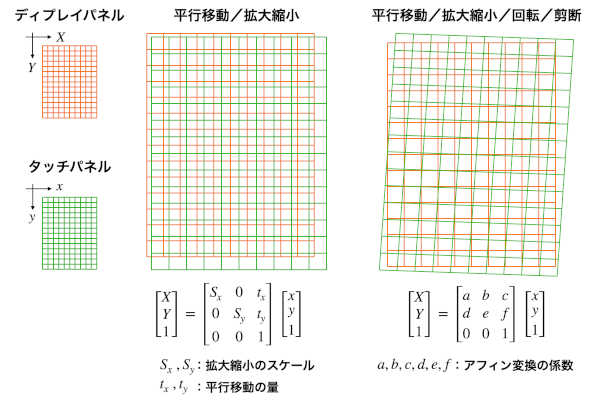 ディプレイパネル
X
Y
タッチパネル
x
y
平行移動／拡大縮小
[X Y 1] = [S_x 0 t_x; 0 S_y t_y; 0 0 1] [x y 1]
S_x , S_y : 拡大縮小のスケール
t_x , t_y : 平行移動の量
平行移動／拡大縮小／回転／剪断
[X Y 1] = [a b c; d e f; 0 0 1] [x y 1]
a, b, c, d, e, f : アフィン変換の係数